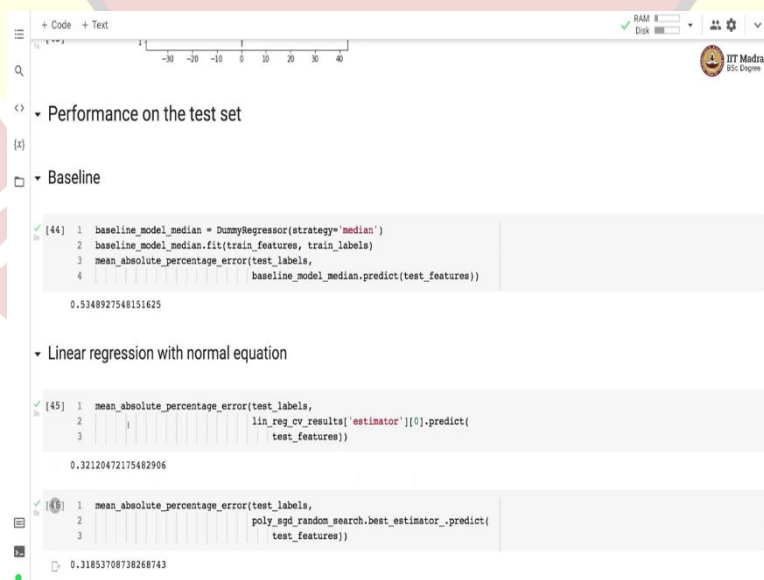 + Code + Text
RAM
Disk
-30 -20 -10 0 10 20 30 40
IIT Madra
BSc Degree
Performance on the test set
Baseline
[44] 1 baseline_model_median = DummyRegressor(strategy='median')
2 baseline_model_median.fit(train_features, train_labels)
3 mean_absolute_percentage_error(test_labels,
4 baseline_model_median.predict(test_features))
0.5348927548151625
Linear regression with normal equation
[45] 1 mean_absolute_percentage_error(test_labels,
2 lin_reg_cv_results['estimator'][0].predict(
3 test_features))
0.32120472175482906
[46] 1 mean_absolute_percentage_error(test_labels,
2 poly_sgd_random_search.best_estimator_.predict(
3 test_features))
0.31853708738268743